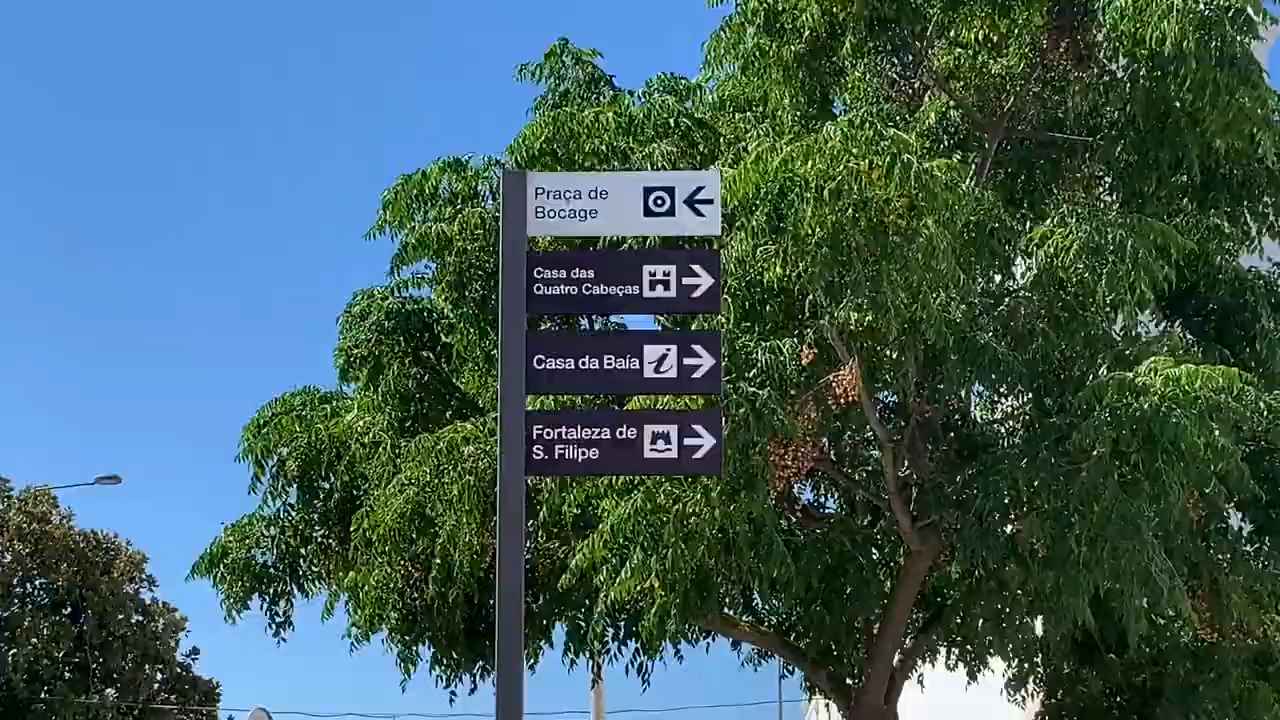 Praça de
Bocage
Casa das
Quatro Cabeças
Casa da Baía
Fortaleza de
S. Filipe